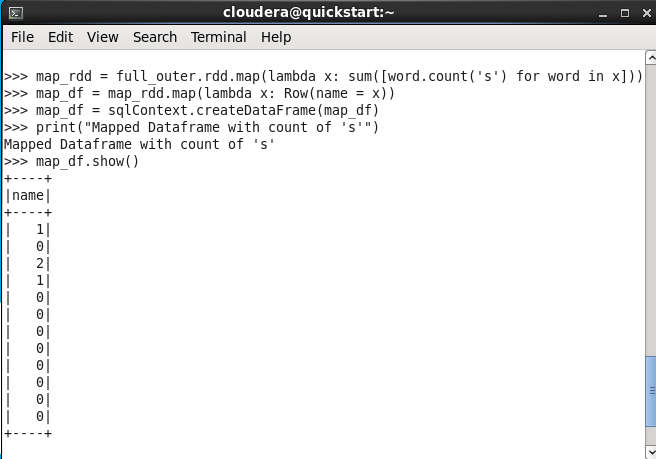 cloudera@quickstart:~
File Edit View Search Terminal Help
>>> map_rdd = full_outer.rdd.map(lambda x: sum([word.count('s') for word in x]))
>>> map_df = map_rdd.map(lambda x: Row(name = x))
>>> map_df = sqlContext.createDataFrame(map_df)
>>> print("Mapped Dataframe with count of 's'")
Mapped Dataframe with count of 's'
>>> map_df.show()
+----+
|name|
+----+
|   1|
|   0|
|   2|
|   1|
|   0|
|   0|
|   0|
|   0|
|   0|
|   0|
|   0|
|   0|
+----+